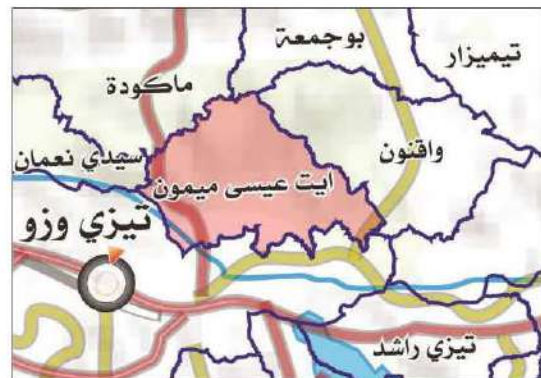 بوجمعة
تيميزار
ماكودة
واقنون
سيدي نعمان
ايت عيسى ميمون
تيزي وزو
تيزي راشد